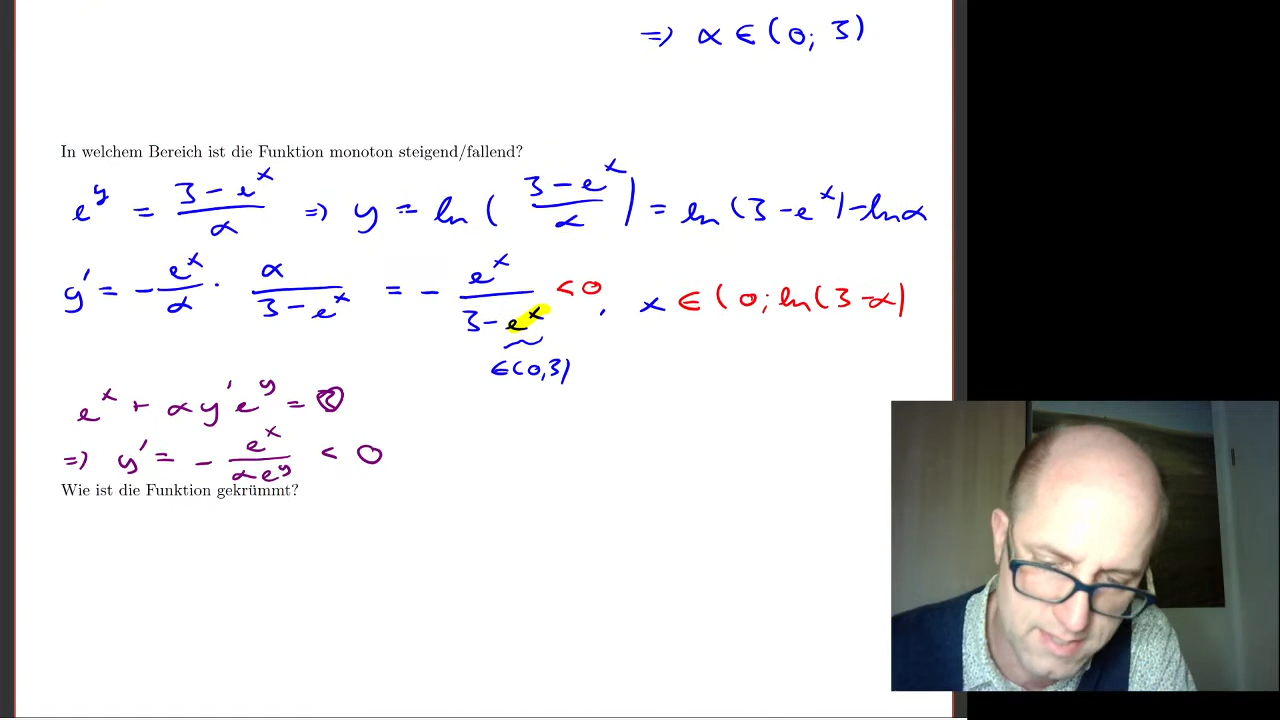 ⇒ α ∈ (0; 3)
In welchem Bereich ist die Funktion monoton steigend/fallend?
e^y = (3 - e^x)/α ⇒ y = ln((3 - e^x)/α) = ln(3 - e^x) - ln α
y' = - e^x/α · α/(3 - e^x) = - e^x/(3 - e^x) < 0, x ∈ (0; ln(3 - α)
∈ (0,3)
e^x + α y' e^y = 0
⇒ y' = - e^x/(α e^y) < 0
Wie ist die Funktion gekrümmt?